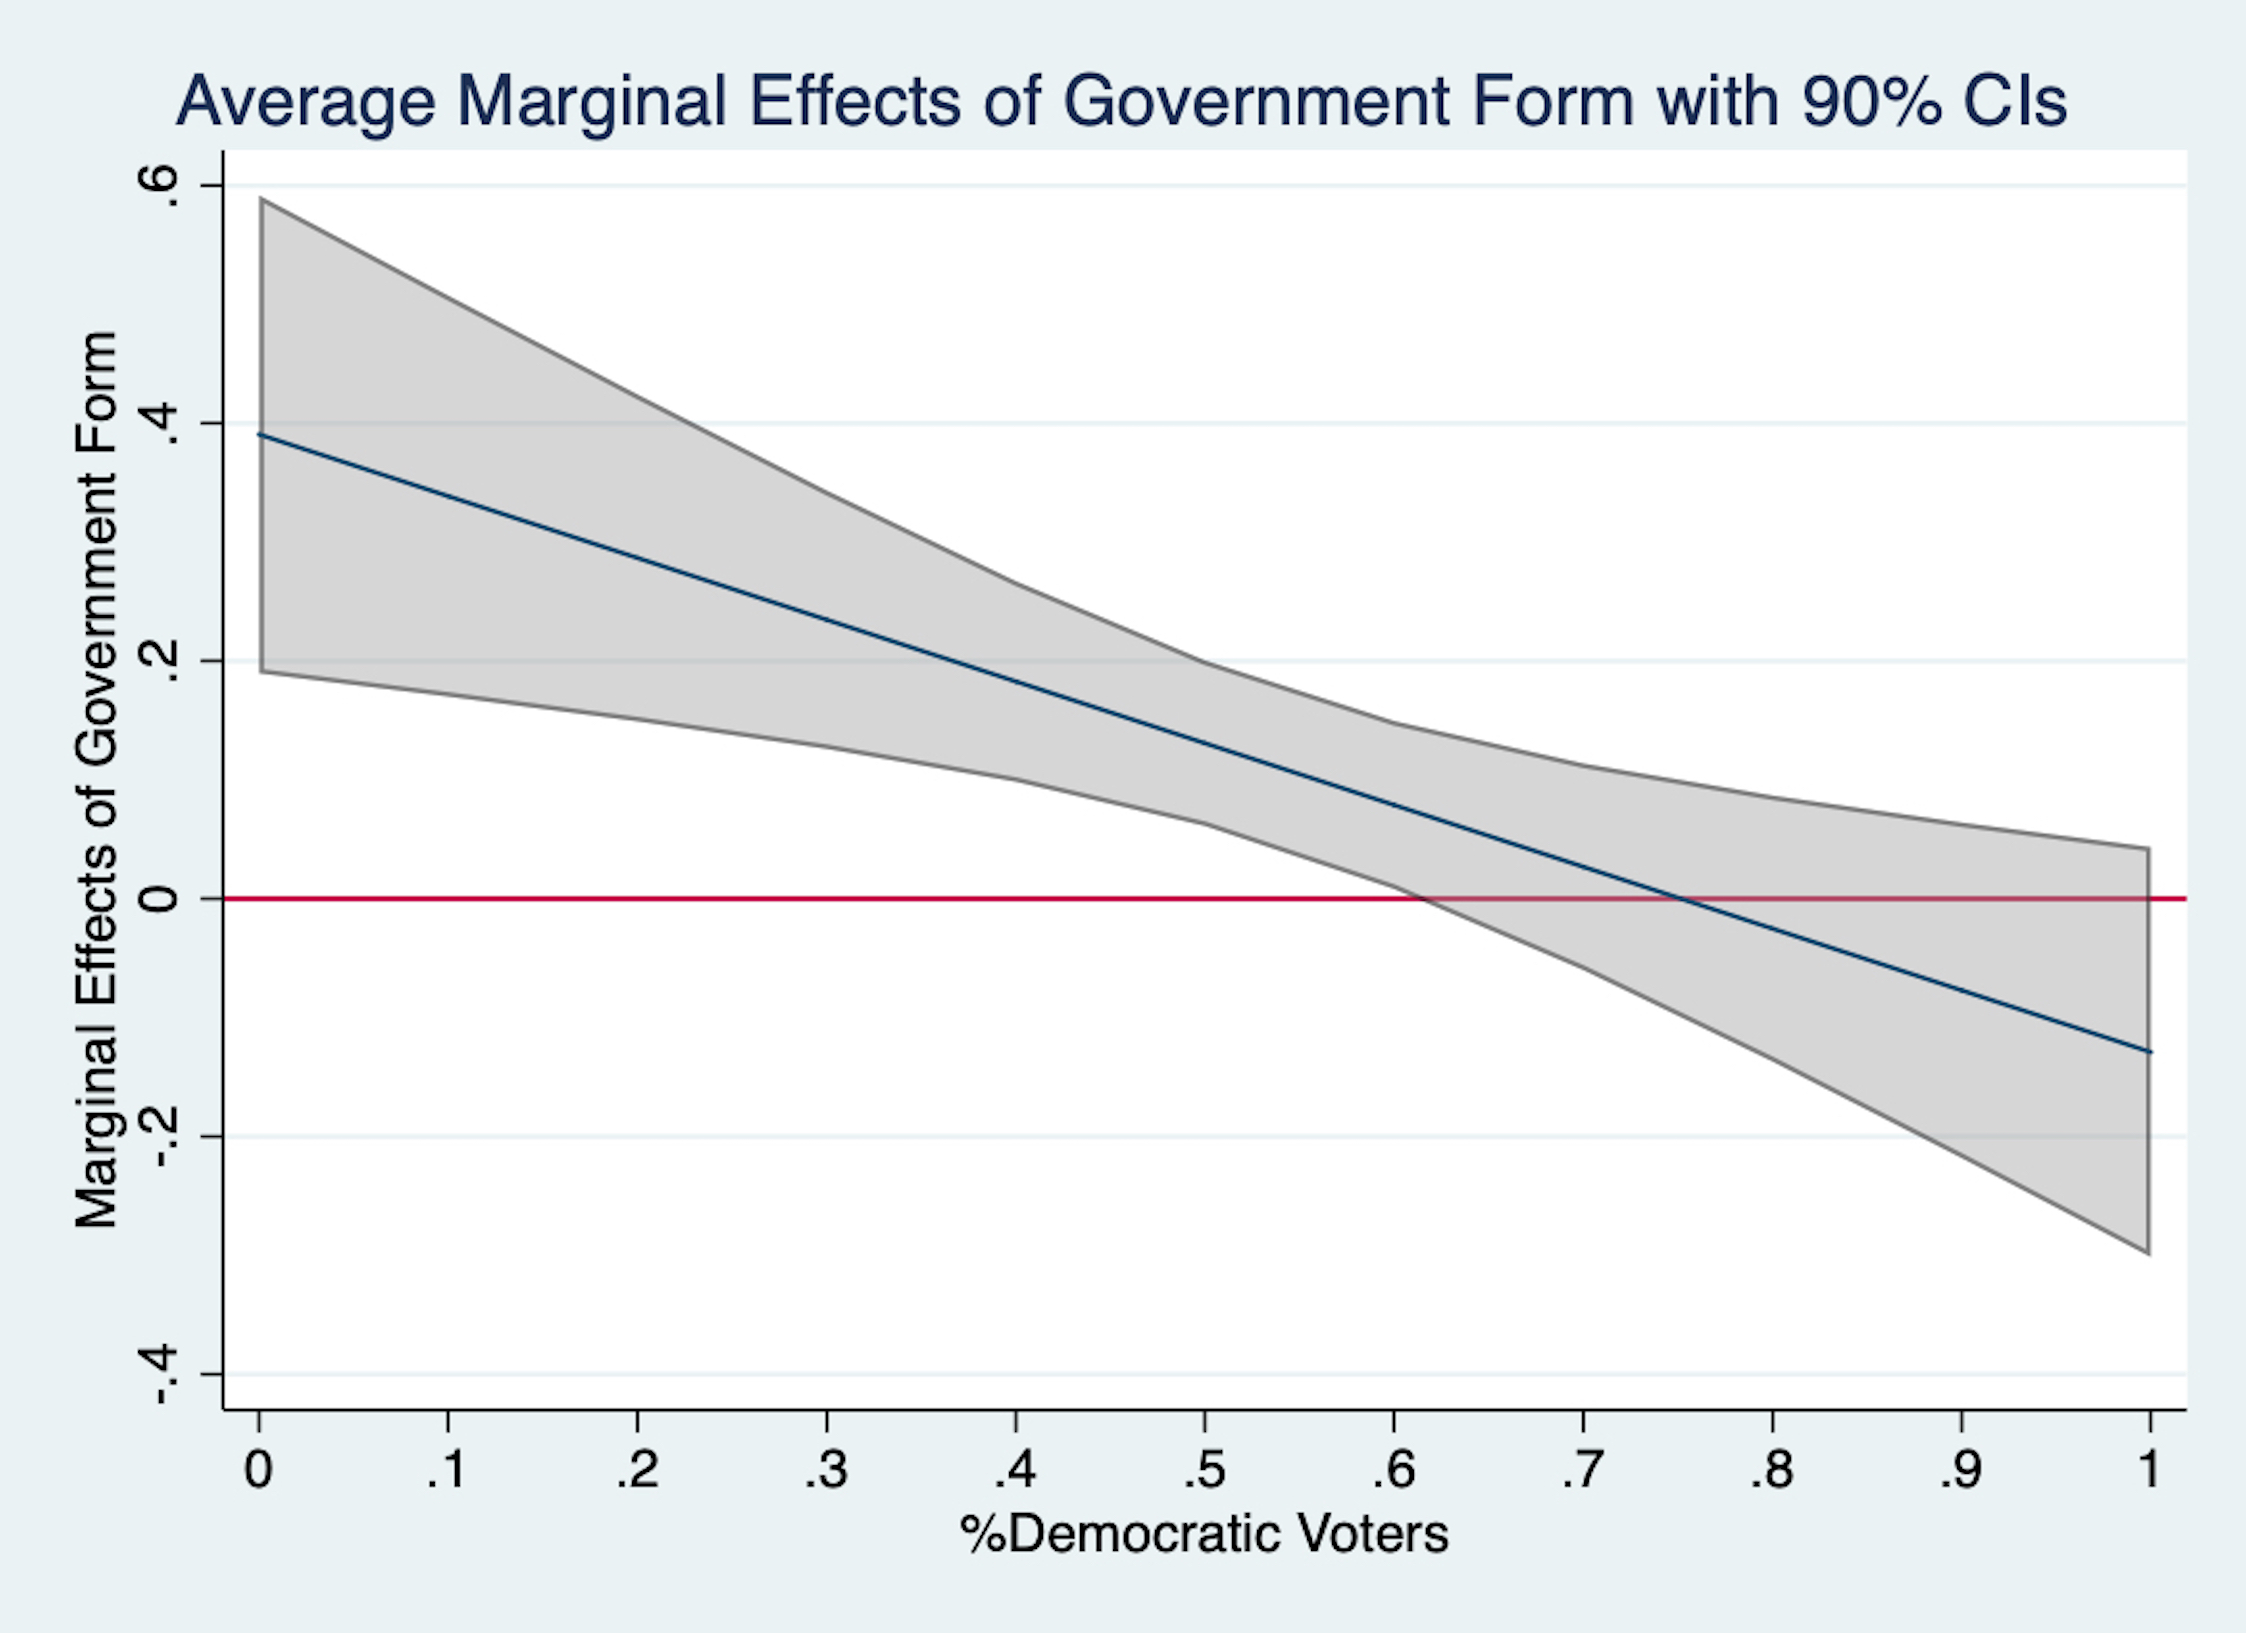 Average Marginal Effects of Government Form with 90% CIs
Marginal Effects of Government Form
.6
.4
.2
0
-.2
-.4
0 .1 .2 .3 .4 .5 .6 .7 .8 .9 1
%Democratic Voters